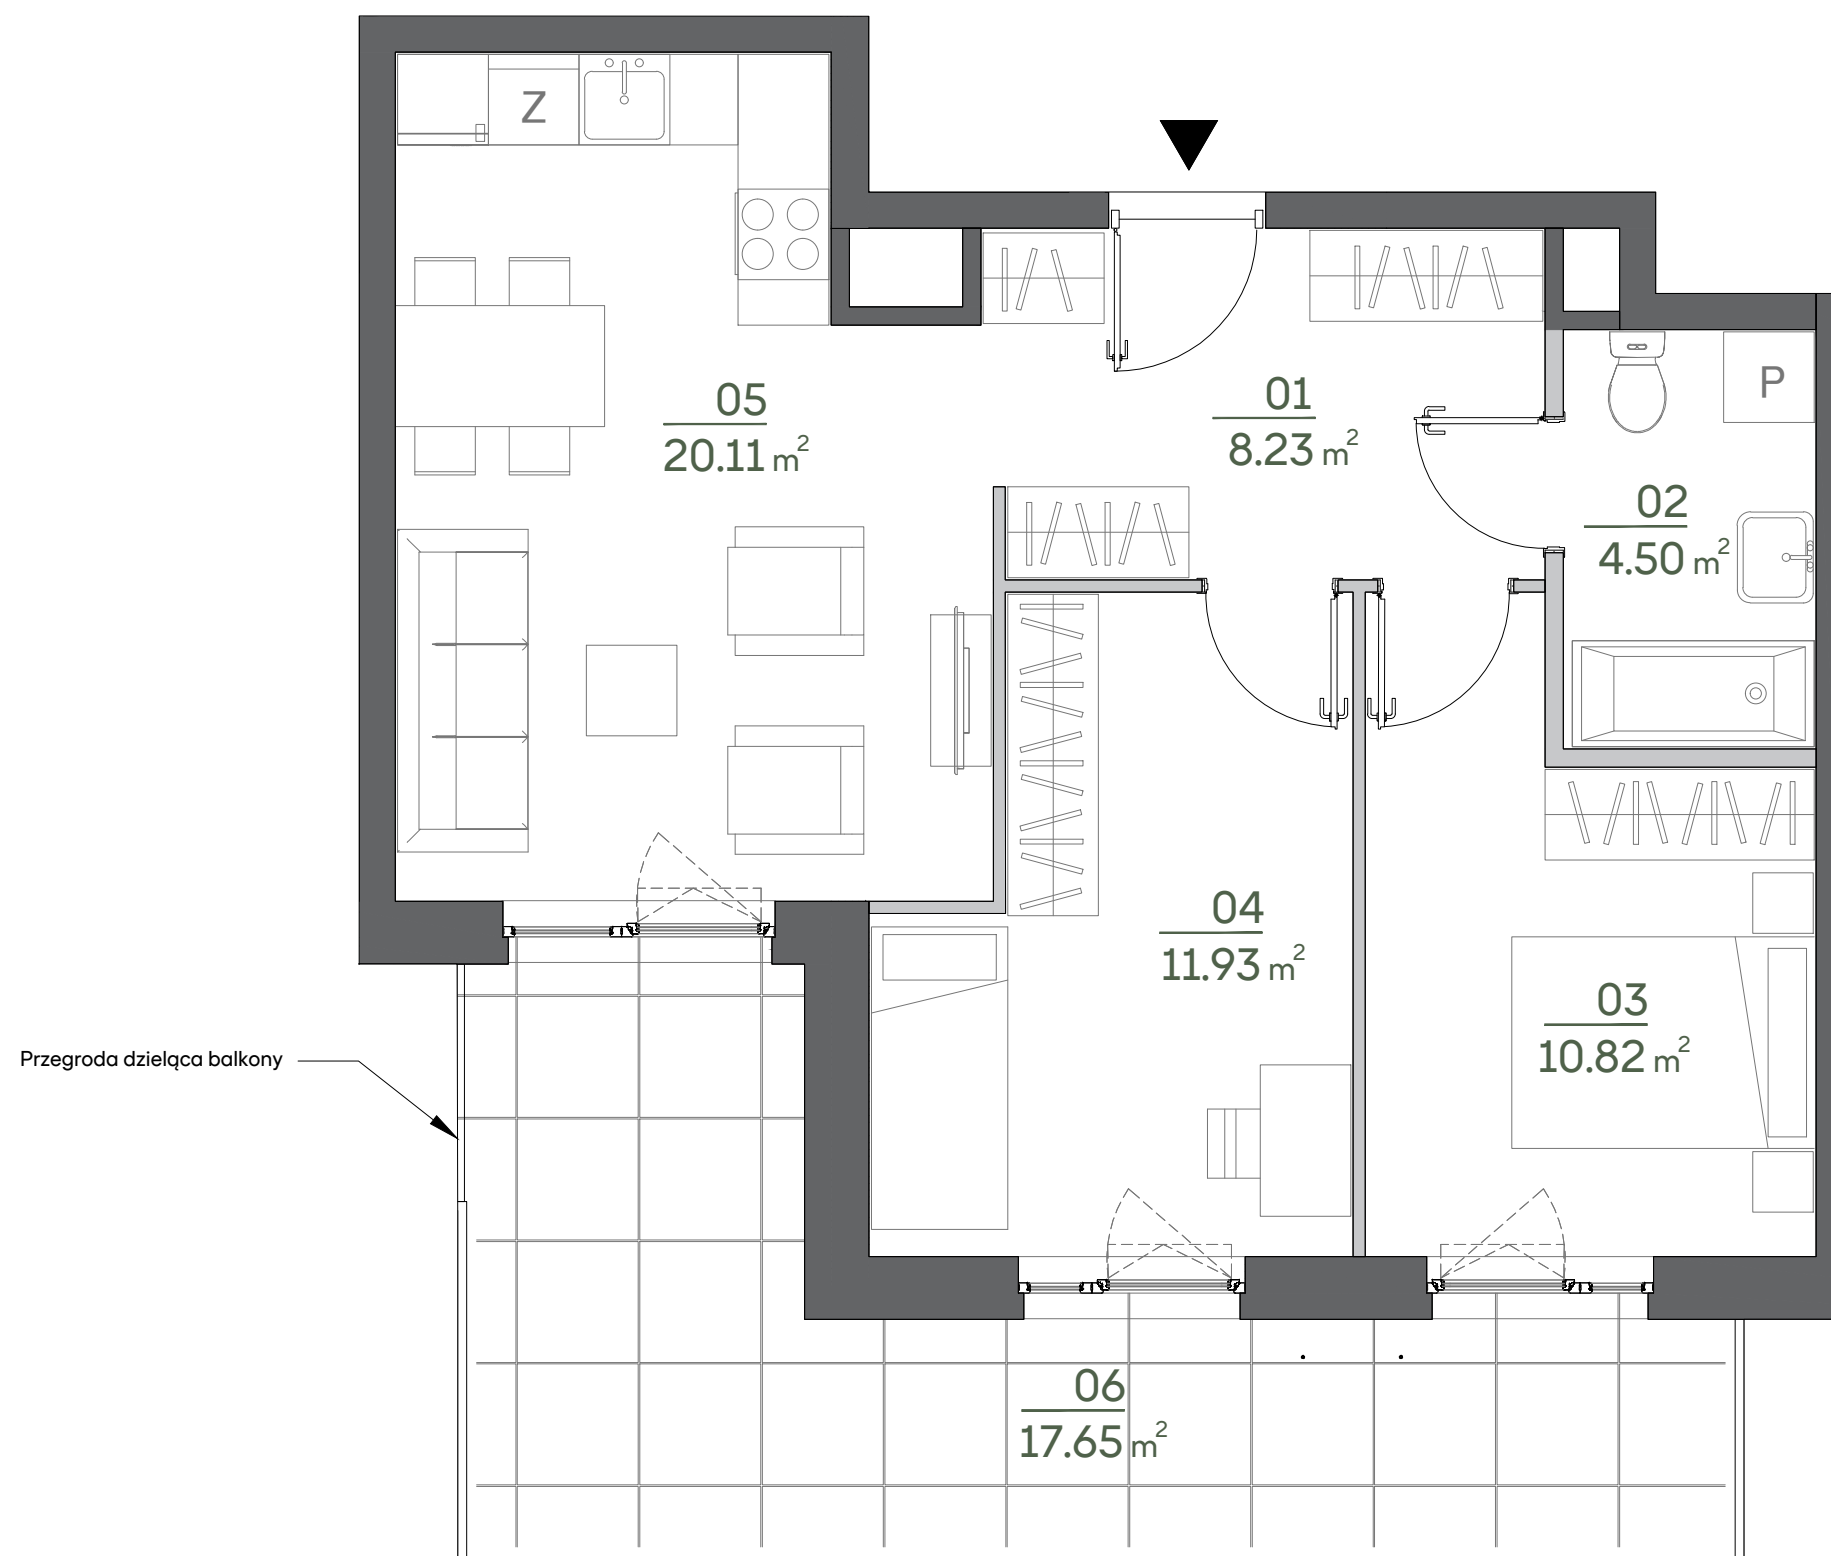 Z
05
20.11 m²
01
8.23 m²
P
02
4.50 m²
04
11.93 m²
03
10.82 m²
Przegroda dzieląca balkony
06
17.65 m²